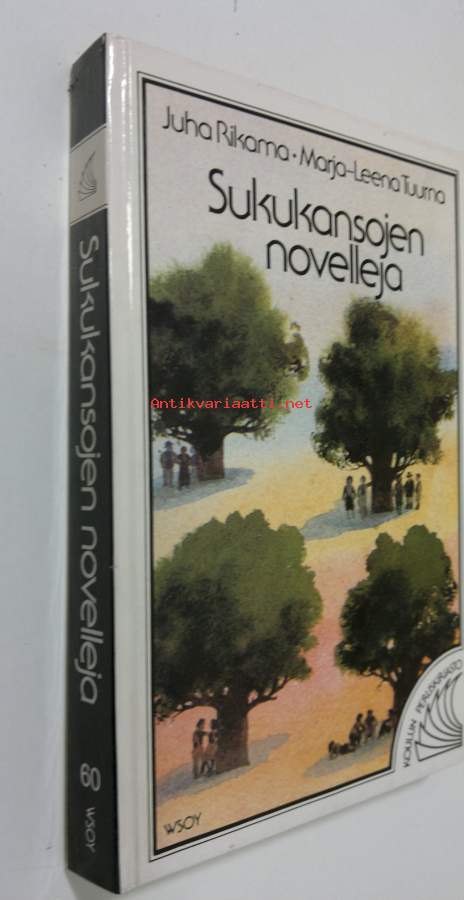 Juha Rikama • Marja-Leena Tuurna
Sukukansojen
novelleja
Antikvariaatti.net
KOULUN PERUSKIRJASTO
WSOY
Sukukansojen novelleja
60
WSOY